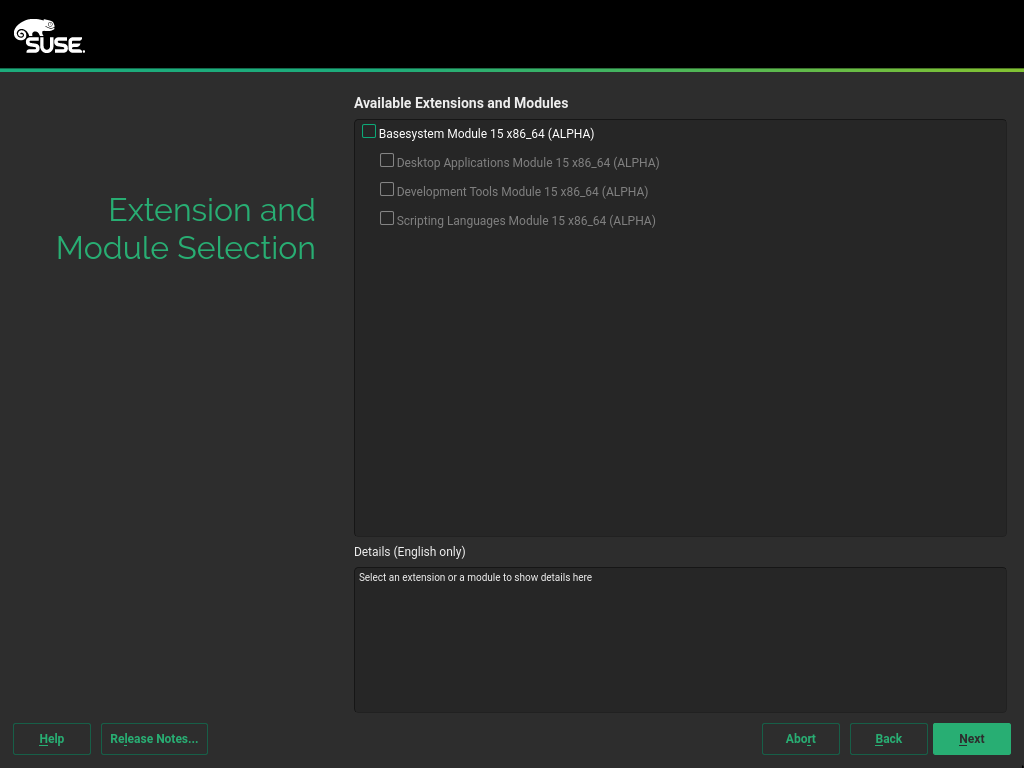 SUSE.
Extension and
Module Selection
Available Extensions and Modules
Basesystem Module 15 x86_64 (ALPHA)
Desktop Applications Module 15 x86_64 (ALPHA)
Development Tools Module 15 x86_64 (ALPHA)
Scripting Languages Module 15 x86_64 (ALPHA)
Details (English only)
Select an extension or a module to show details here
Help
Release Notes...
Abort
Back
Next